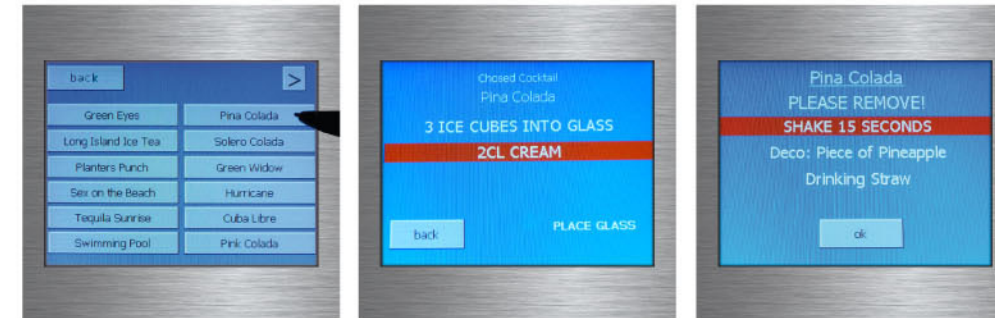 back >
Green Eyes Pina Colada
Long Island Ice Tea Solero Colada
Planters Punch Green Widow
Sex on the Beach Hurricane
Tequila Sunrise Cuba Libre
Swimming Pool Pink Colada
Chosed Cocktail
Pina Colada
3 ICE CUBES INTO GLASS
2CL CREAM
back PLACE GLASS
Pina Colada
PLEASE REMOVE!
SHAKE 15 SECONDS
Deco: Piece of Pineapple
Drinking Straw
ok